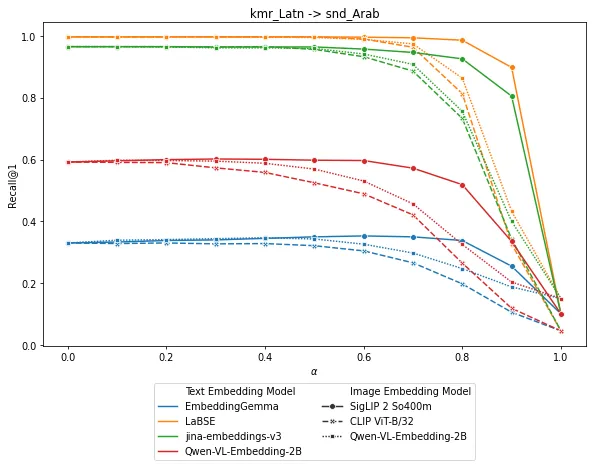 kmr_Latn -> snd_Arab
Recall@1
1.0
0.8
0.6
0.4
0.2
0.0
0.0 0.2 0.4 0.6 0.8 1.0
α
Text Embedding Model
EmbeddingGemma
LaBSE
jina-embeddings-v3
Qwen-VL-Embedding-2B
Image Embedding Model
SigLIP 2 So400m
CLIP ViT-B/32
Qwen-VL-Embedding-2B